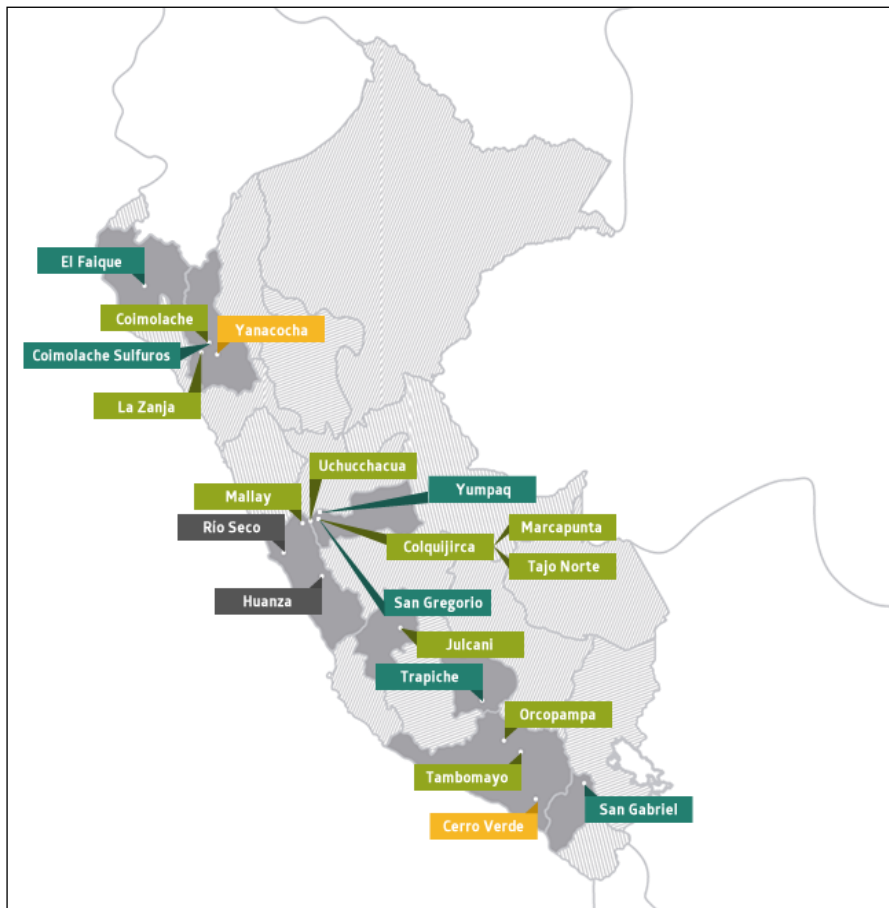 El Faique
Coimolache
Yanacocha
Coimolache Sulfuros
La Zanja
Uchucchacua
Yumpaq
Mallay
Río Seco
Marcapunta
Colquijirca
Tajo Norte
Huanza
San Gregorio
Julcani
Trapiche
Orcopampa
Tambomayo
San Gabriel
Cerro Verde